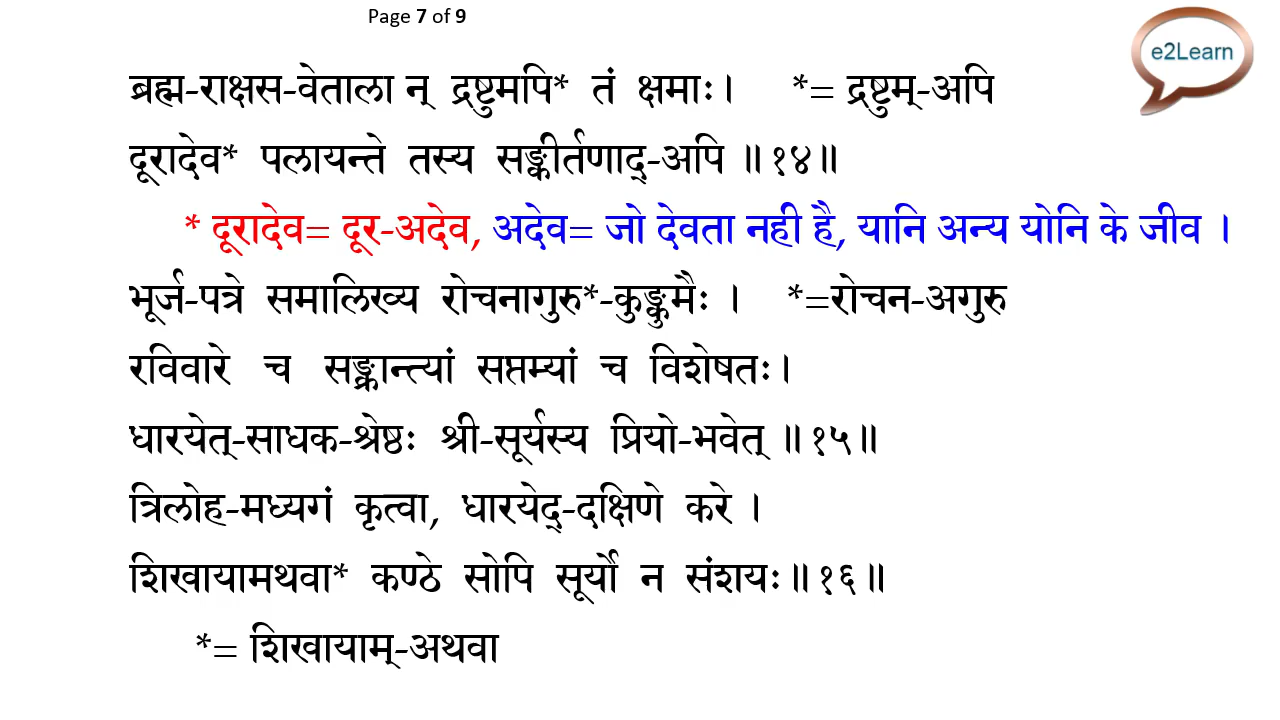 Page 7 of 9
e2Learn
ब्रह्म-राक्षस-वेताला न् द्रष्टुमपि* तं क्षमाः। *= द्रष्टुम्-अपि
दूरादेव* पलायन्ते तस्य सङ्कीर्तणाद्-अपि ॥१४॥
* दूरादेव= दूर-अदेव, अदेव= जो देवता नही है, यानि अन्य योनि के जीव ।
भूर्ज-पत्रे समालिख्य रोचनागुरु*-कुङ्कुमैः । *=रोचन-अगुरु
रविवारे च सङ्क्रान्त्यां सप्तम्यां च विशेषतः।
धारयेत्-साधक-श्रेष्ठः श्री-सूर्यस्य प्रियो-भवेत् ॥१५॥
त्रिलोह-मध्यगं कृत्वा, धारयेद्-दक्षिणे करे ।
शिखायामथवा* कण्ठे सोपि सूर्यो न संशयः॥१६॥
*= शिखायाम्-अथवा